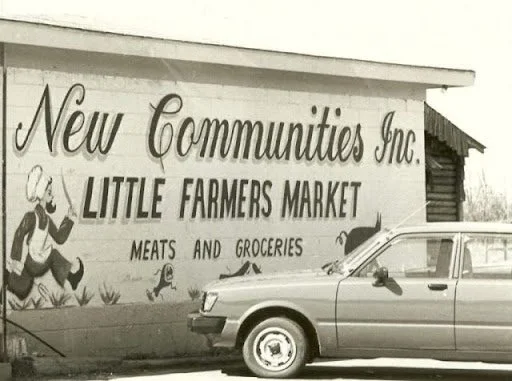 New Communities Inc.
LITTLE FARMERS MARKET
MEATS AND GROCERIES